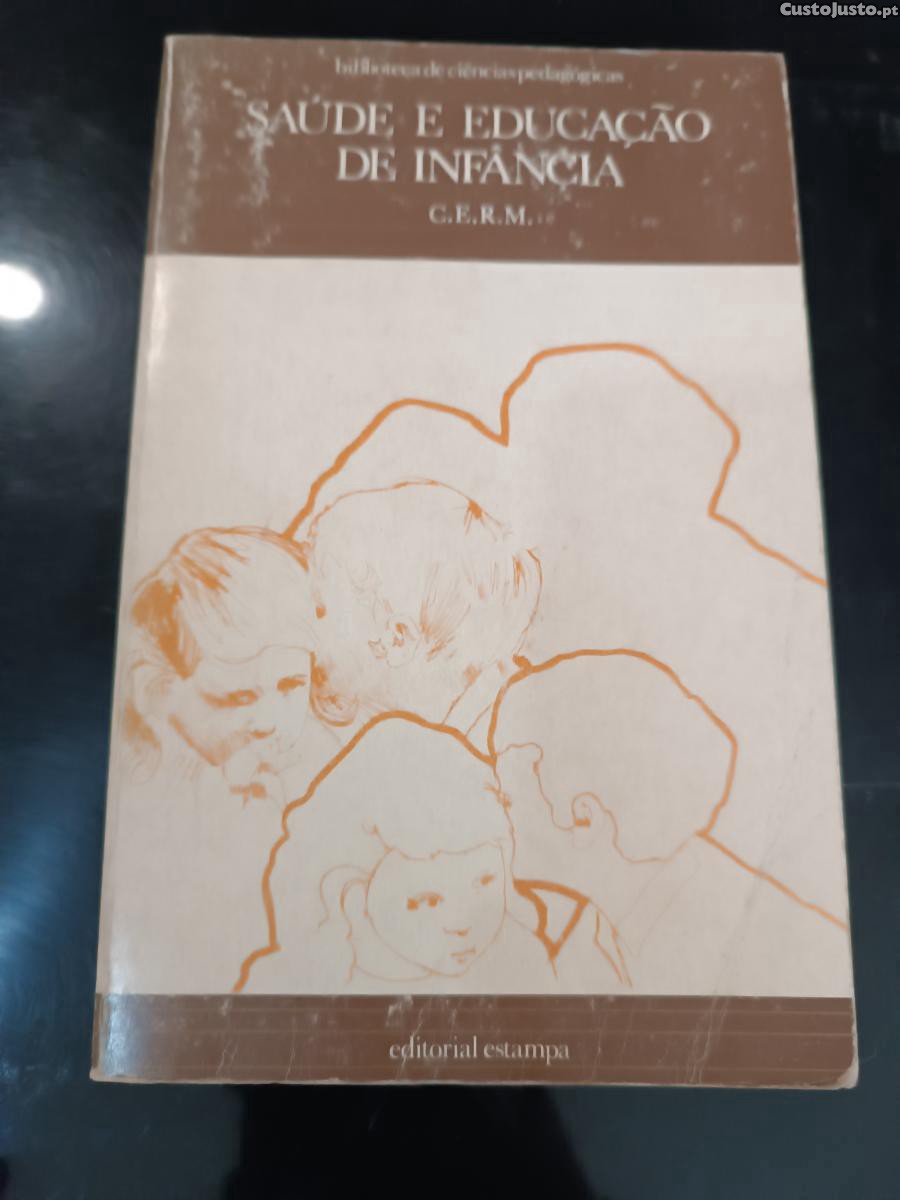 CustoJusto.pt
biblioteca de ciências pedagógicas
SAÚDE E EDUCAÇÃO
DE INFÂNCIA
C.E.R.M.
editorial estampa